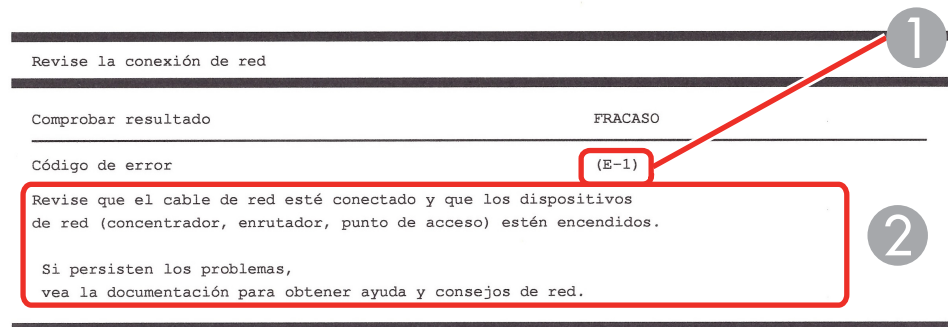 1
Revise la conexión de red
Comprobar resultado FRACASO
Código de error (E-1)
Revise que el cable de red esté conectado y que los dispositivos
de red (concentrador, enrutador, punto de acceso) estén encendidos.
2
Si persisten los problemas,
vea la documentación para obtener ayuda y consejos de red.